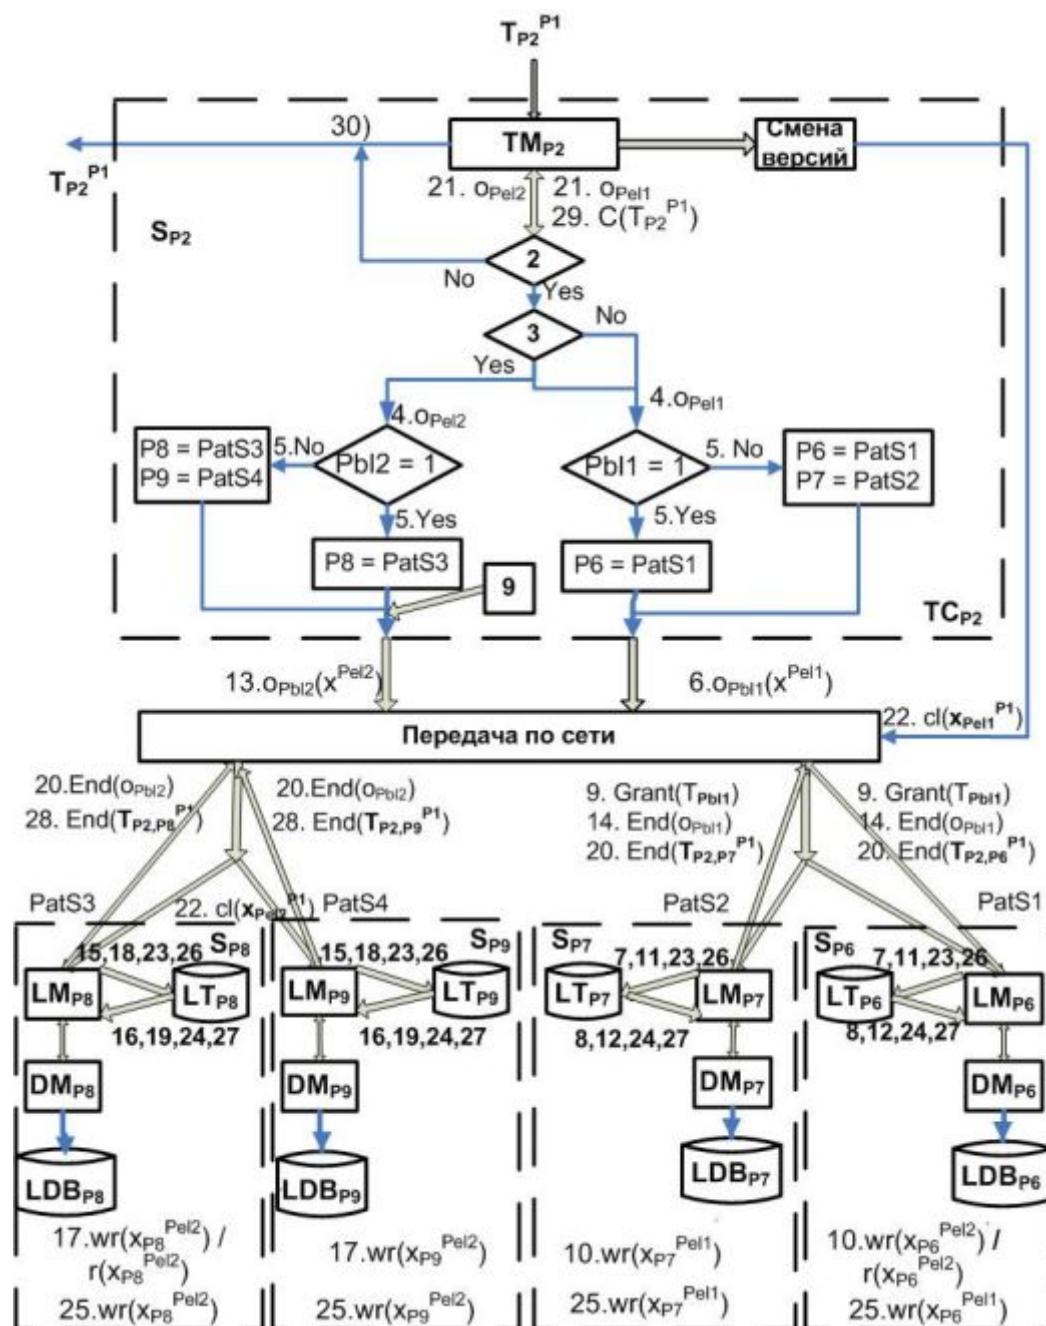 T_P2^P1
30)
TM_P2
Смена
версий
T_P2^P1
21. o_Pel2
21. o_Pel1
29. C(T_P2^P1)
S_P2
2
No
Yes
3
No
Yes
4.o_Pel2
4.o_Pel1
P8 = PatS3
P9 = PatS4
5.No
Pbl2 = 1
Pbl1 = 1
5. No
P6 = PatS1
P7 = PatS2
5.Yes
5.Yes
P8 = PatS3
9
P6 = PatS1
TC_P2
13.o_Pbl2(x^Pel2)
6.o_Pbl1(x^Pel1)
Передача по сети
22. cl(x_Pel1^P1)
20.End(o_Pbl2)
28. End(T_P2,P8^P1)
20.End(o_Pbl2)
28. End(T_P2,P9^P1)
9. Grant(T_Pbl1)
14. End(o_Pbl1)
20. End(T_P2,P7^P1)
9. Grant(T_Pbl1)
14. End(o_Pbl1)
20. End(T_P2,P6^P1)
PatS3
22. cl(x_Pel2^P1)
PatS4
PatS2
PatS1
S_P8
15,18,23,26
LM_P8
LT_P8
16,19,24,27
DM_P8
LDB_P8
17.wr(x_P8^Pel2) /
r(x_P8^Pel2)
25.wr(x_P8^Pel2)
S_P9
15,18,23,26
LM_P9
LT_P9
16,19,24,27
DM_P9
LDB_P9
17.wr(x_P9^Pel2)
25.wr(x_P9^Pel2)
S_P7
7,11,23,26
LT_P7
LM_P7
8,12,24,27
DM_P7
LDB_P7
10.wr(x_P7^Pel1)
25.wr(x_P7^Pel1)
S_P6
7,11,23,26
LT_P6
LM_P6
8,12,24,27
DM_P6
LDB_P6
10.wr(x_P6^Pel2) /
r(x_P6^Pel2)
25.wr(x_P6^Pel1)